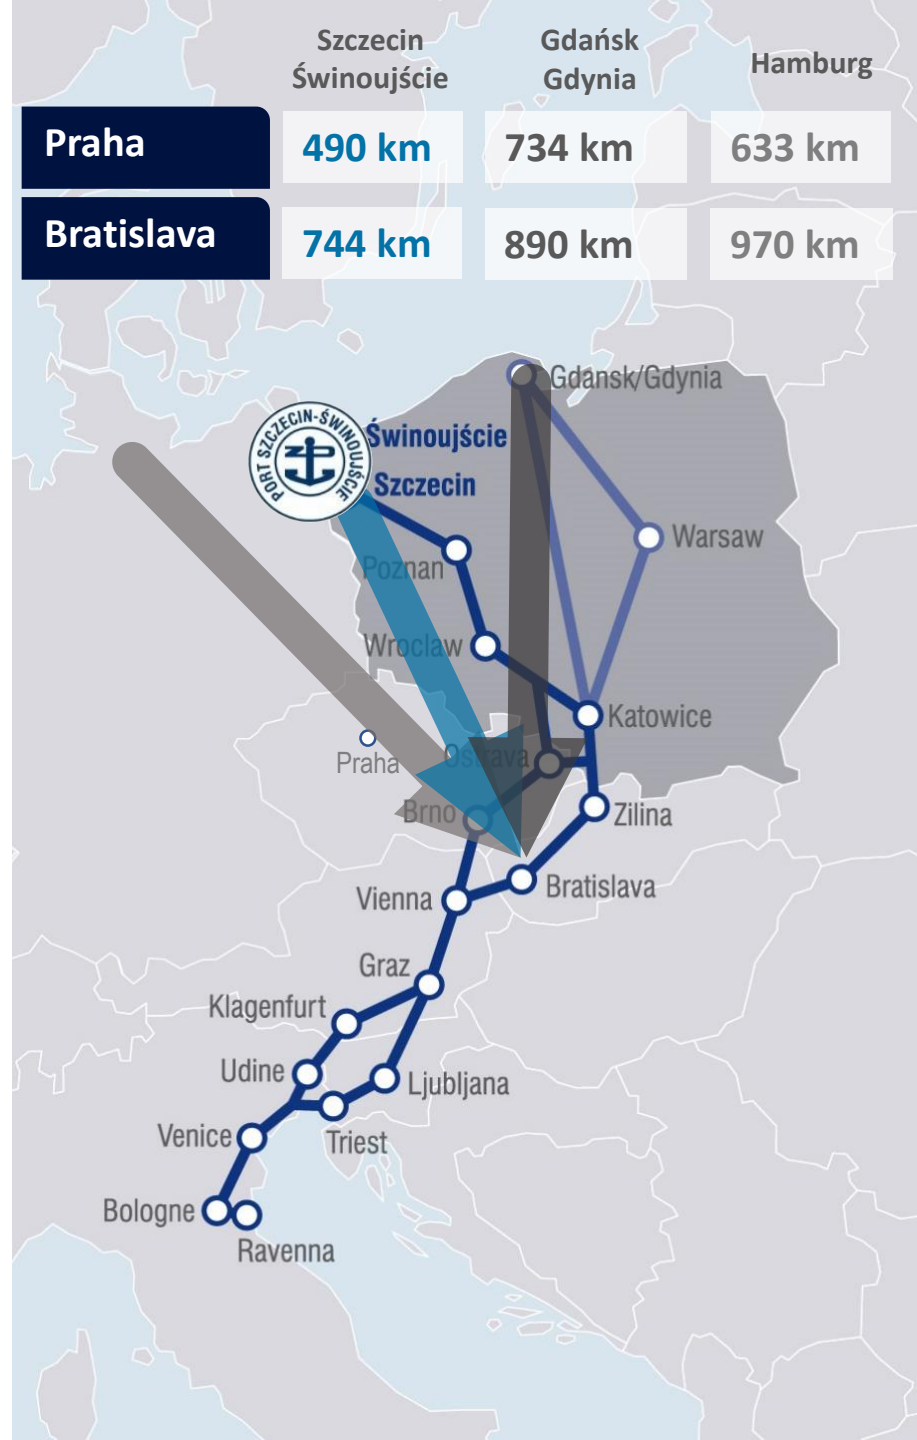 Szczecin
Świnoujście
Gdańsk
Gdynia
Hamburg
Praha
490 km
734 km
633 km
Bratislava
744 km
890 km
970 km
Gdansk/Gdynia
PORT SZCZECIN-ŚWINOUJŚCIE
Świnoujście
Szczecin
Warsaw
Poznan
Wroclaw
Katowice
Praha
Ostrava
Brno
Zilina
Vienna
Bratislava
Graz
Klagenfurt
Udine
Ljubljana
Venice
Triest
Bologne
Ravenna